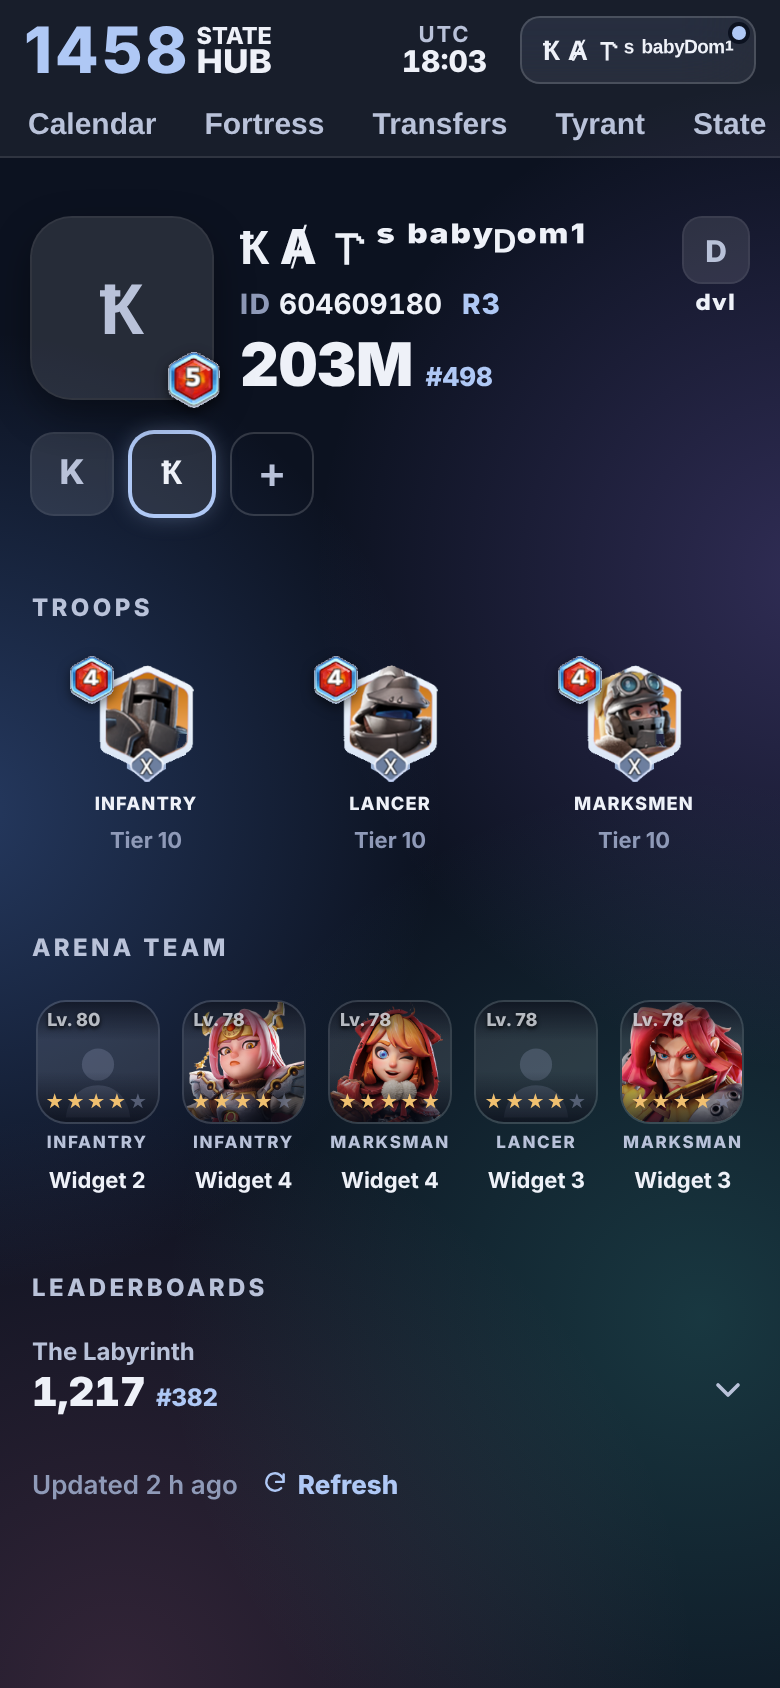 1458 STATE HUB
UTC
18:03
Ҟ Ⱥ Ͳ ˢ ᵇᵃᵇʸDom¹
Calendar Fortress Transfers Tyrant State
Ҟ
5
Ҟ Ⱥ Ͳ ˢ ᵇᵃᵇʸDᵒᵐ¹
ID 604609180 R3
203M #498
D
dvl
K Ҟ +
TROOPS
4 4 4
X X X
INFANTRY LANCER MARKSMEN
Tier 10 Tier 10 Tier 10
ARENA TEAM
Lv. 80 Lv. 78 Lv. 78 Lv. 78 Lv. 78
INFANTRY INFANTRY MARKSMAN LANCER MARKSMAN
Widget 2 Widget 4 Widget 4 Widget 3 Widget 3
LEADERBOARDS
The Labyrinth
1,217 #382
Updated 2 h ago Refresh